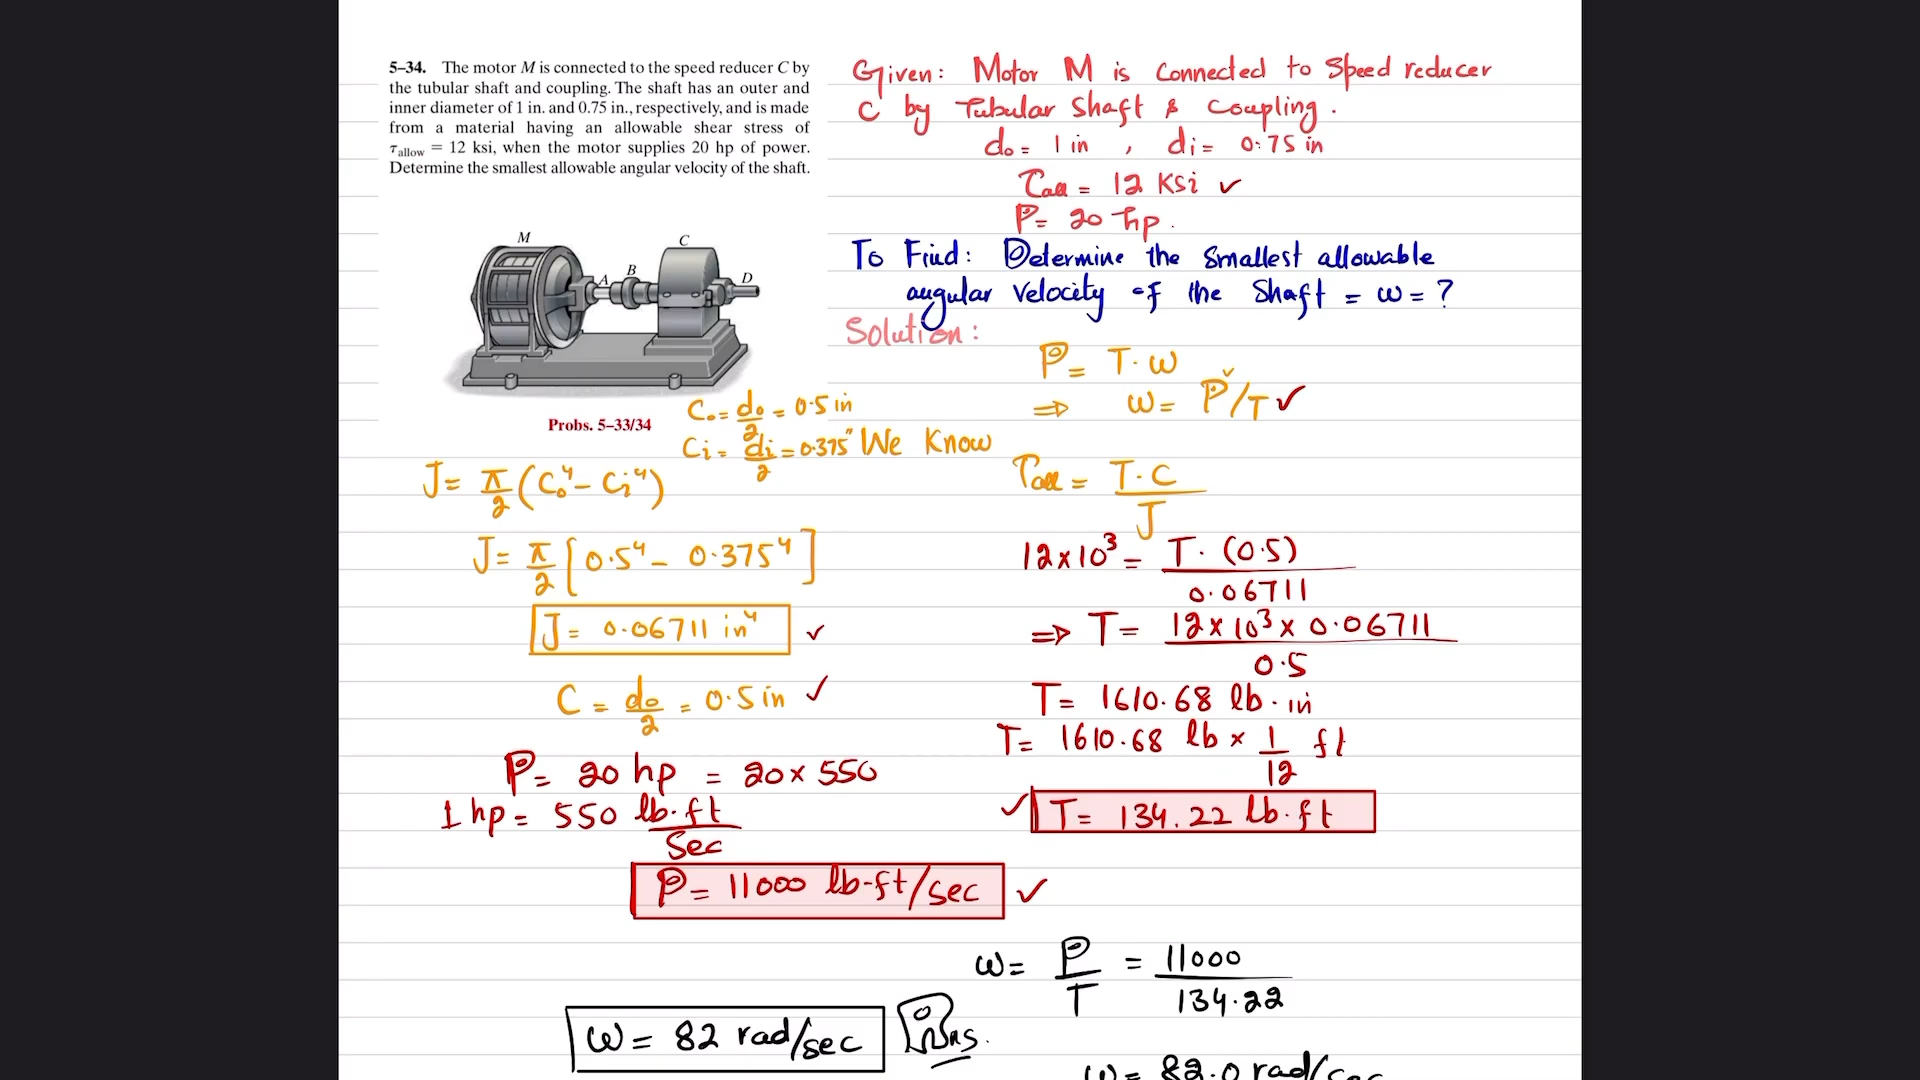 5–34. The motor M is connected to the speed reducer C by
the tubular shaft and coupling. The shaft has an outer and
inner diameter of 1 in. and 0.75 in., respectively, and is made
from a material having an allowable shear stress of
τallow = 12 ksi, when the motor supplies 20 hp of power.
Determine the smallest allowable angular velocity of the shaft.
M
C
A
B
D
Probs. 5–33/34
Given: Motor M is Connected to Speed reducer
C by Tubular Shaft & Coupling.
do = 1 in , di = 0.75 in
τall = 12 Ksi ✓
P = 20 hp.
To Find: Determine the Smallest allowable
angular Velocity of the Shaft = ω = ?
Solution:
P = T·ω
⇒ ω = P/T ✓
Co = do/2 = 0.5 in
Ci = di/2 = 0.375" We Know
J = π/2 (Co⁴ - Ci⁴)
J = π/2 [0.5⁴ - 0.375⁴]
J = 0.06711 in⁴ ✓
C = do/2 = 0.5 in ✓
P = 20 hp = 20 x 550
1 hp = 550 lb·ft/Sec
P = 11000 lb-ft/sec ✓
τall = T·C/J
12x10³ = T·(0.5)/0.06711
⇒ T = 12x10³ x 0.06711/0.5
T = 1610.68 lb·in
T = 1610.68 lb x 1/12 ft
✓ T = 134.22 lb·ft
ω = P/T = 11000/134.22
ω = 82 rad/sec Ans.
ω = 82.0 rad/sec